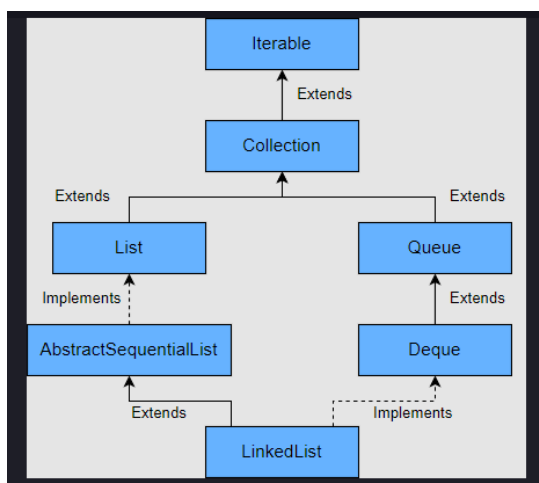 Iterable
Extends
Collection
Extends
Extends
List
Queue
Implements
Extends
AbstractSequentialList
Deque
Extends
Implements
LinkedList